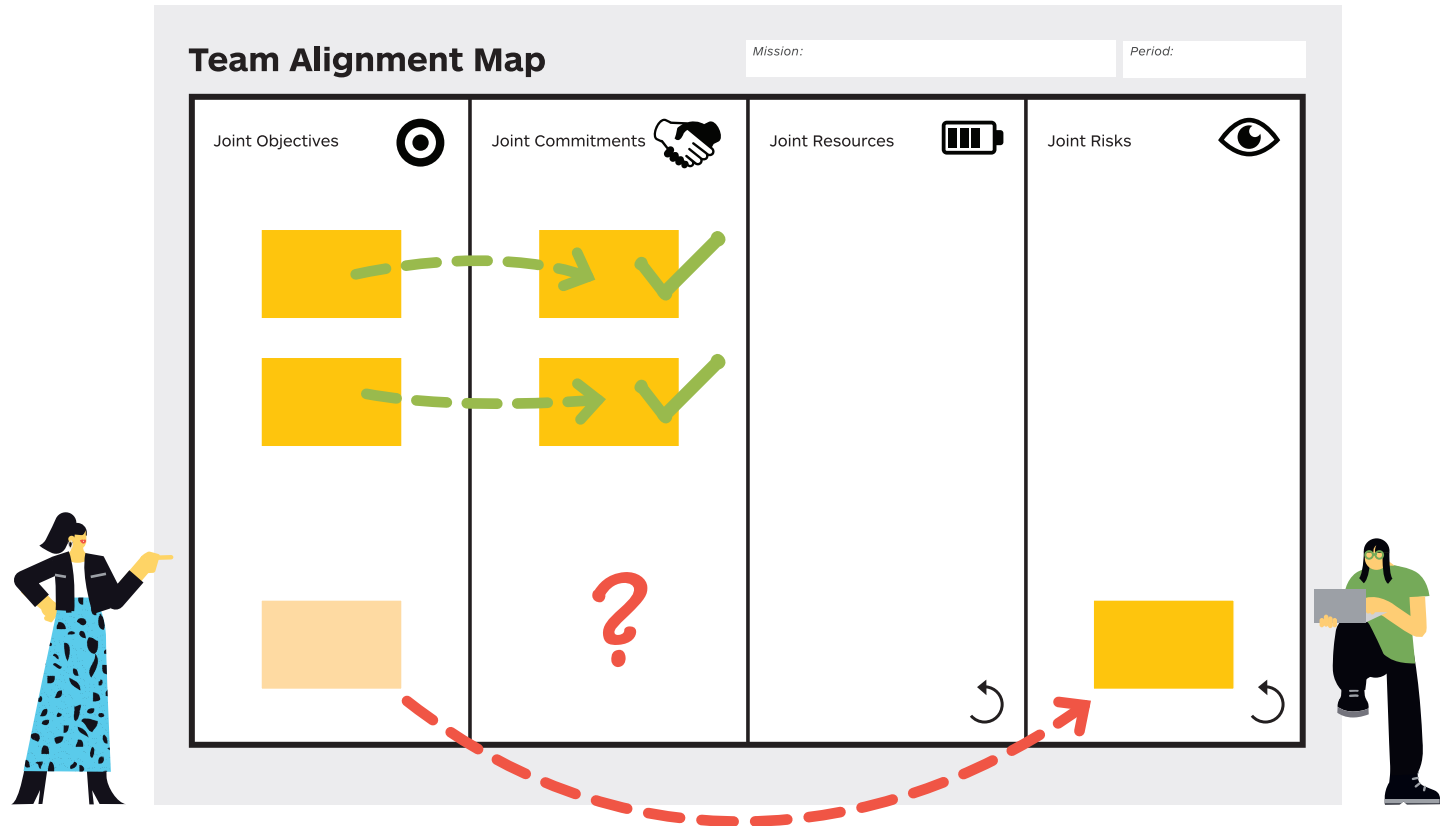 Team Alignment Map
Mission:
Period:
Joint Objectives
Joint Commitments
Joint Resources
Joint Risks
?